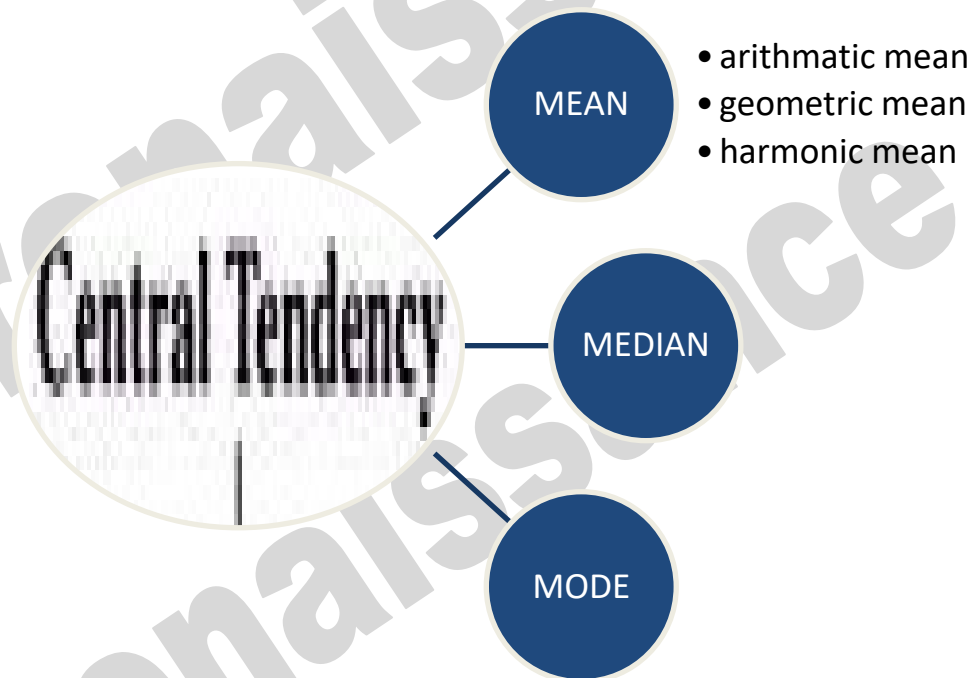 MEAN
• arithmatic mean
• geometric mean
• harmonic mean
Central Tendency
MEDIAN
MODE